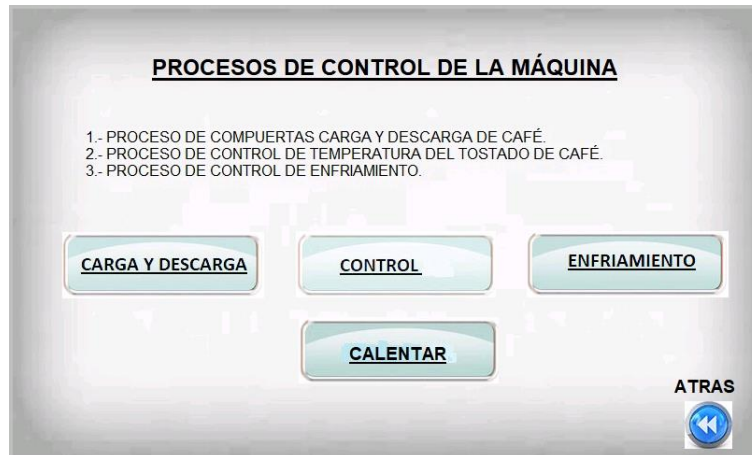 PROCESOS DE CONTROL DE LA MÁQUINA
1.- PROCESO DE COMPUERTAS CARGA Y DESCARGA DE CAFÉ.
2.- PROCESO DE CONTROL DE TEMPERATURA DEL TOSTADO DE CAFÉ.
3.- PROCESO DE CONTROL DE ENFRIAMIENTO.
CARGA Y DESCARGA
CONTROL
ENFRIAMIENTO
CALENTAR
ATRAS